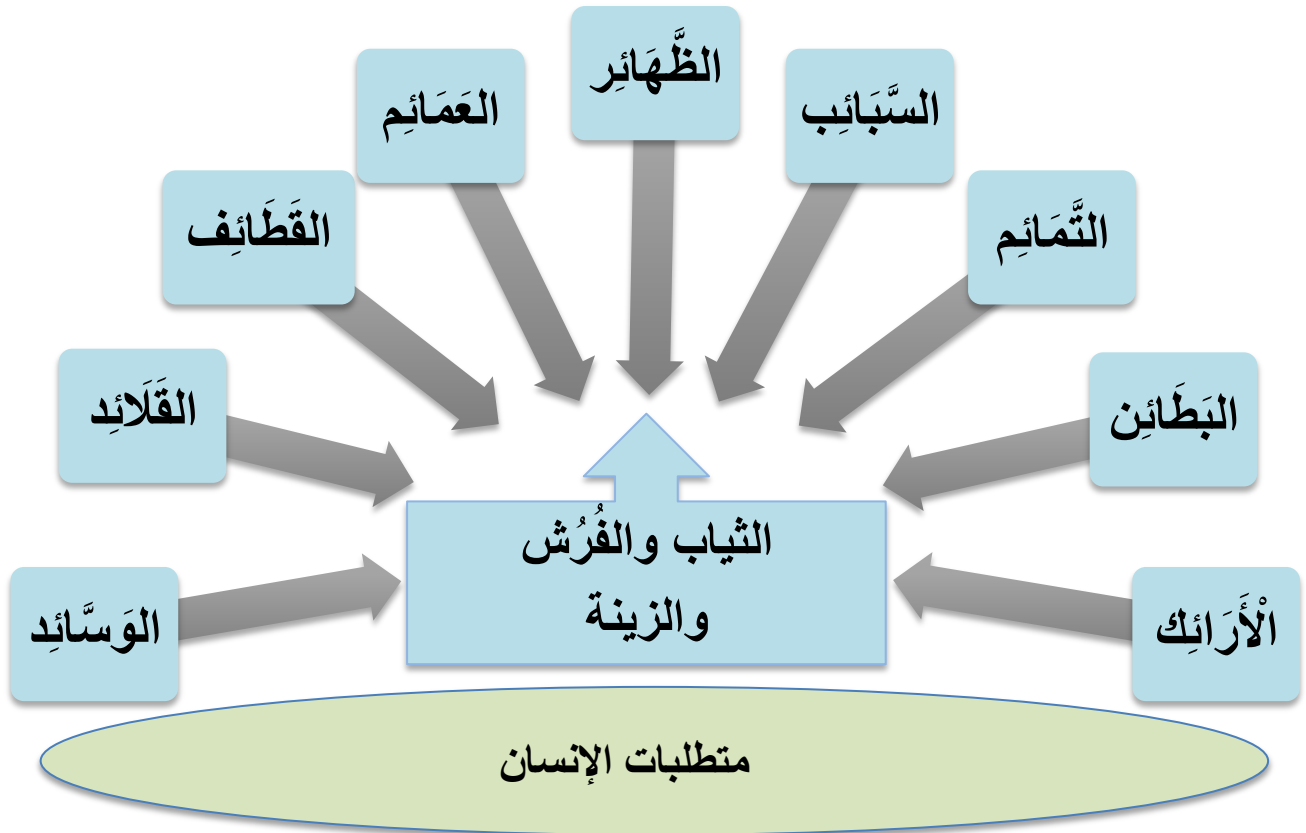 الظَّهَائِر
السَّبَائِب
العَمَائِم
التَّمَائِم
القَطَائِف
البَطَائِن
القَلَائِد
الثياب والفُرُش
والزينة
الْأَرَائِك
الوَسَّائِد
متطلبات الإنسان